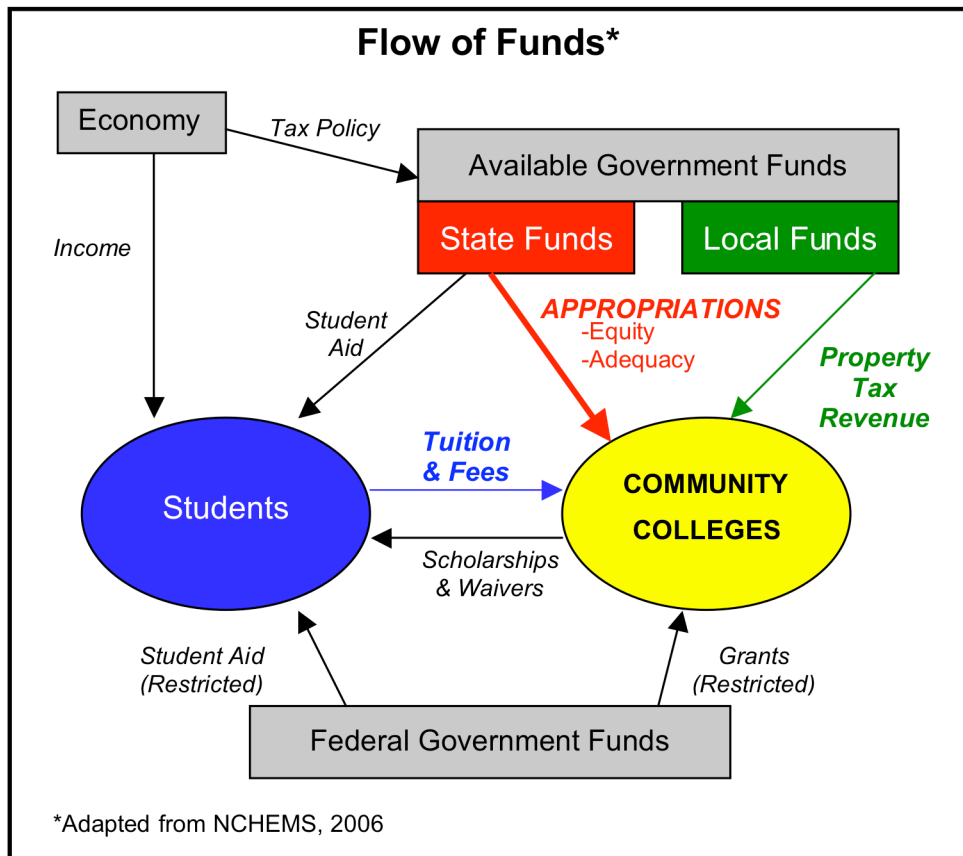 Flow of Funds*
Economy
Tax Policy
Available Government Funds
State Funds
Local Funds
Income
Student
Aid
APPROPRIATIONS
-Equity
-Adequacy
Property
Tax
Revenue
Tuition
& Fees
Students
COMMUNITY
COLLEGES
Scholarships
& Waivers
Student Aid
(Restricted)
Grants
(Restricted)
Federal Government Funds
*Adapted from NCHEMS, 2006